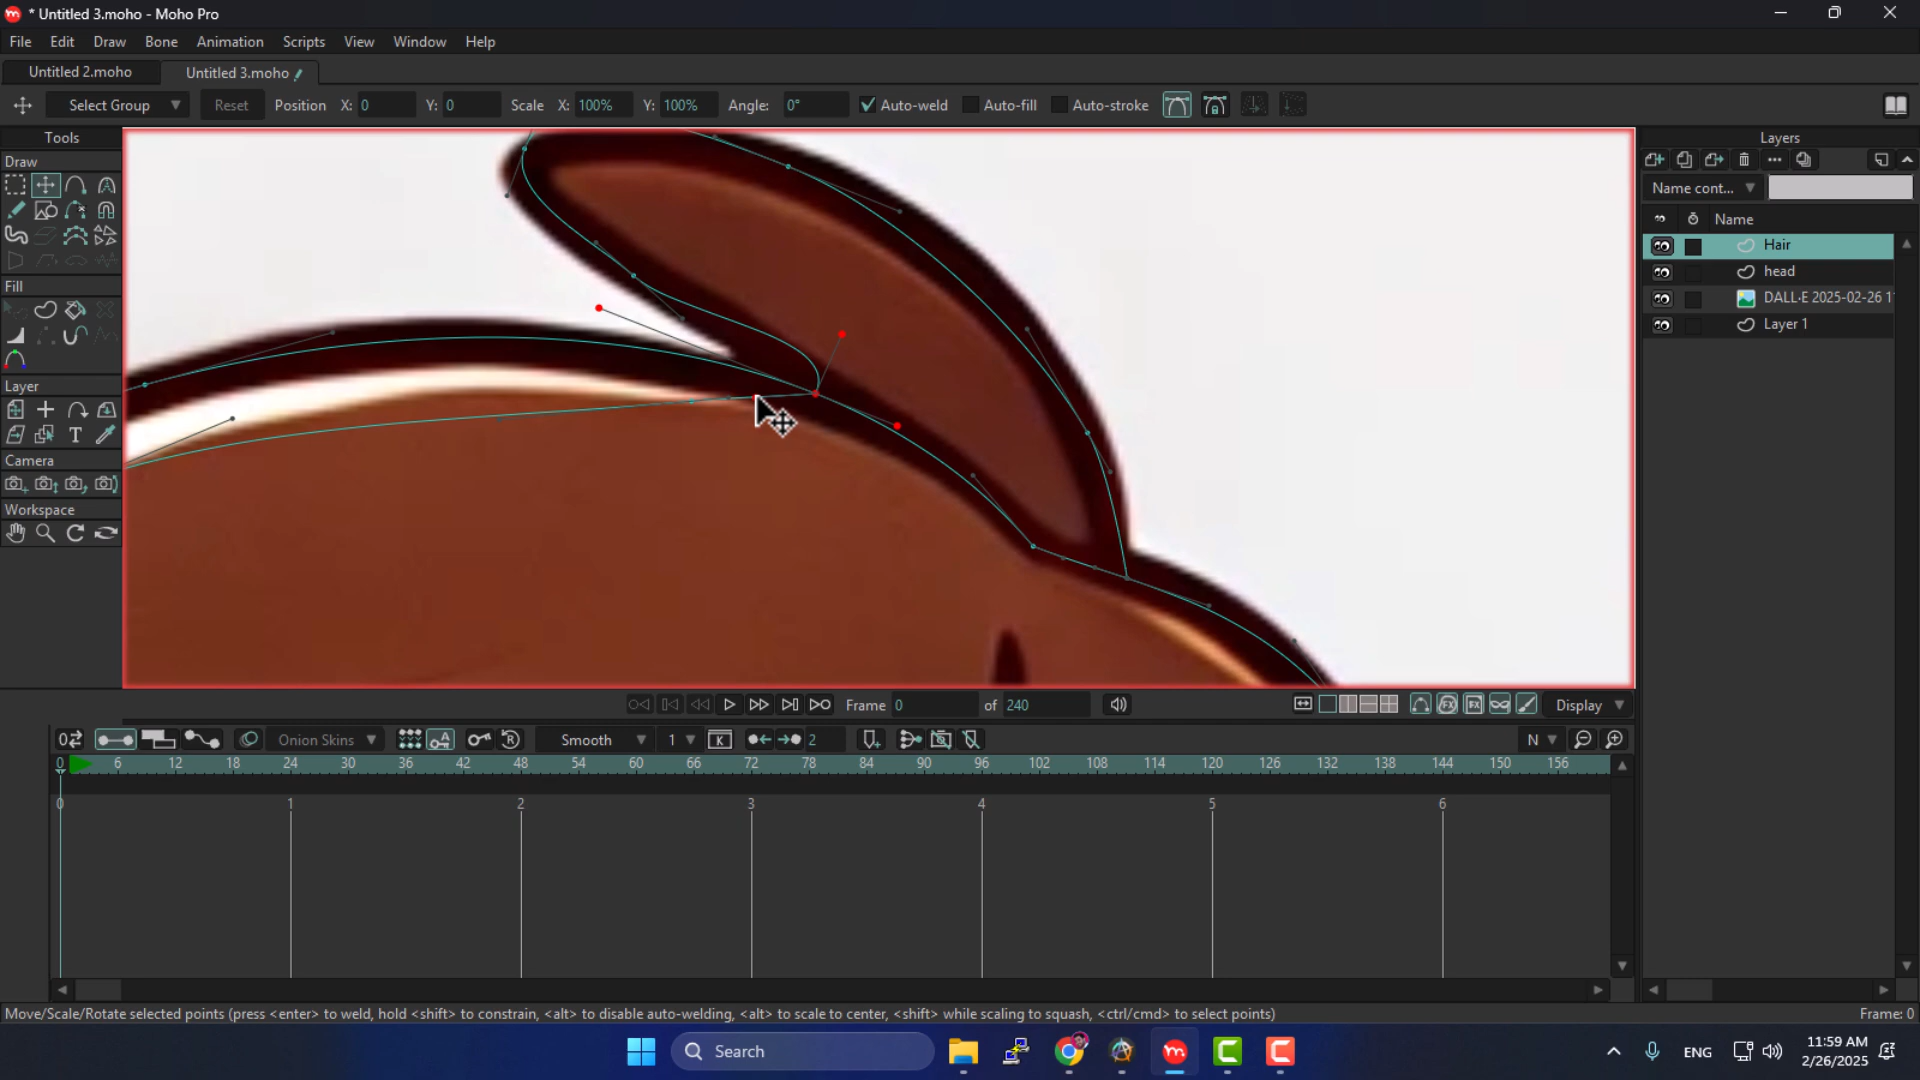 * Untitled 3.moho - Moho Pro
File Edit Draw Bone Animation Scripts View Window Help
Untitled 2.moho Untitled 3.moho
Select Group Reset Position X: 0 Y: 0 Scale X: 100% Y: 100% Angle: 0° Auto-weld Auto-fill Auto-stroke
Tools
Draw
Fill
Layer
T
Camera
Workspace
Layers
Name cont...
Name
Hair
head
DALL·E 2025-02-26 1
Layer 1
Frame 0 of 240 Display
Onion Skins Smooth 1 K 2 N
0 6 12 18 24 30 36 42 48 54 60 66 72 78 84 90 96 102 108 114 120 126 132 138 144 150 156
0 1 2 3 4 5 6
Move/Scale/Rotate selected points (press <enter> to weld, hold <shift> to constrain, <alt> to disable auto-welding, <alt> to scale to center, <shift> while scaling to squash, <ctrl/cmd> to select points) Frame: 0
Search
ENG
11:59 AM
2/26/2025